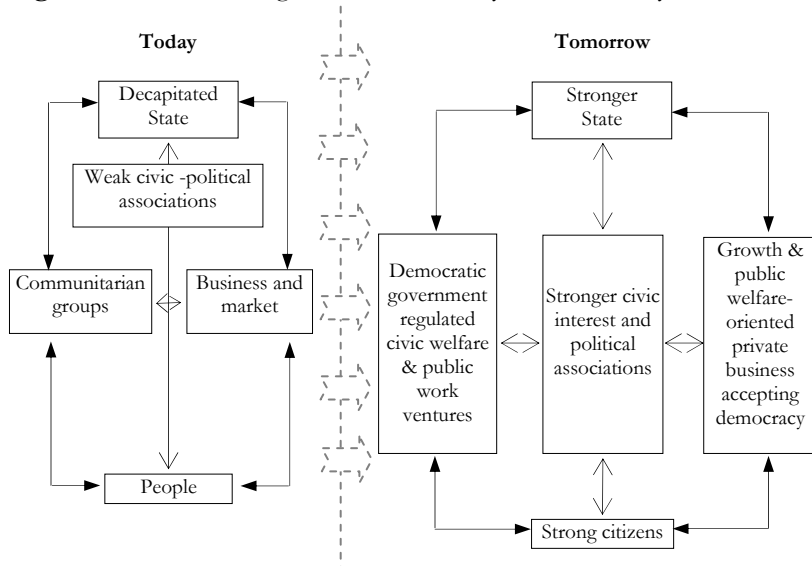 Today
Decapitated
State
Weak civic -political
associations
Communitarian
groups
Business and
market
People
Tomorrow
Stronger
State
Democratic
government
regulated
civic welfare
& public
work
ventures
Stronger civic
interest and
political
associations
Growth &
public
welfare-
oriented
private
business
accepting
democracy
Strong citizens